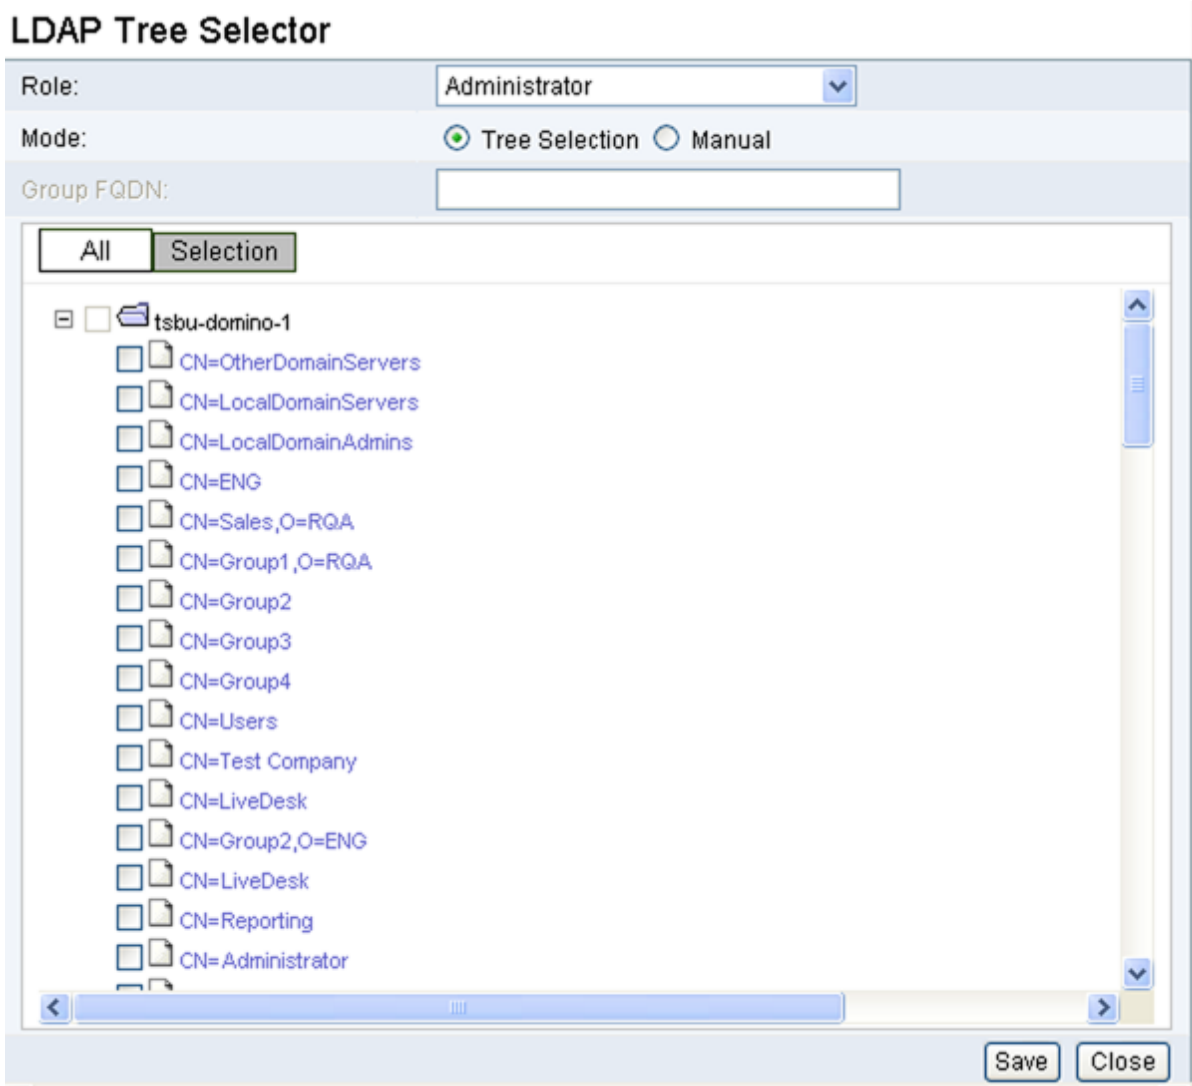 LDAP Tree Selector
Role: Administrator
Mode: Tree Selection Manual
Group FQDN:
All Selection
tsbu-domino-1
CN=OtherDomainServers
CN=LocalDomainServers
CN=LocalDomainAdmins
CN=ENG
CN=Sales,O=RQA
CN=Group1,O=RQA
CN=Group2
CN=Group3
CN=Group4
CN=Users
CN=Test Company
CN=LiveDesk
CN=Group2,O=ENG
CN=LiveDesk
CN=Reporting
CN=Administrator
Save Close